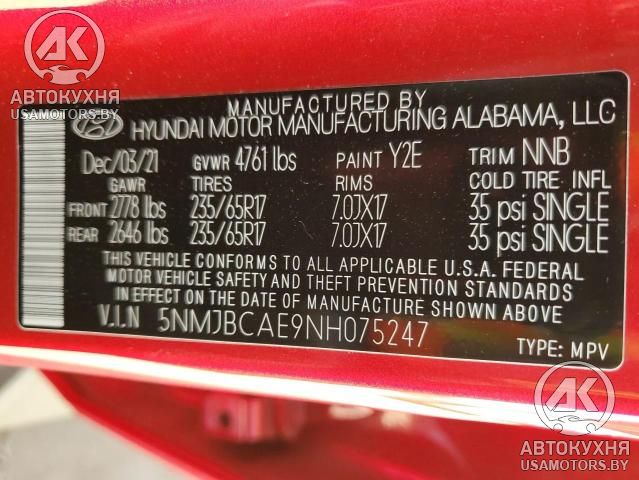 AK
АВТОКУХНЯ
USAMOTORS.BY
MANUFACTURED BY
HYUNDAI MOTOR MANUFACTURING ALABAMA, LLC
Dec/03/21 GVWR 4761 lbs PAINT Y2E TRIM NNB
GAWR TIRES RIMS COLD TIRE INFL
FRONT 2778 lbs 235/65R17 7.0JX17 35 psi SINGLE
REAR 2646 lbs 235/65R17 7.0JX17 35 psi SINGLE
THIS VEHICLE CONFORMS TO ALL APPLICABLE U.S.A. FEDERAL
MOTOR VEHICLE SAFETY AND THEFT PREVENTION STANDARDS
IN EFFECT ON THE DATE OF MANUFACTURE SHOWN ABOVE
V.I.N 5NMJBCAE9NH075247
TYPE: MPV
AK
АВТОКУХНЯ
USAMOTORS.BY